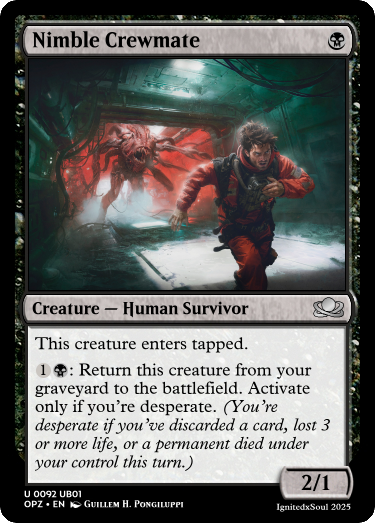 Nimble Crewmate
Creature — Human Survivor
This creature enters tapped.
1 : Return this creature from your
graveyard to the battlefield. Activate
only if you're desperate. (You're
desperate if you've discarded a card, lost 3
or more life, or a permanent died under
your control this turn.)
2/1
U 0092 UB01
OPZ • EN Guillem H. Pongiluppi
IgnitedxSoul 2025